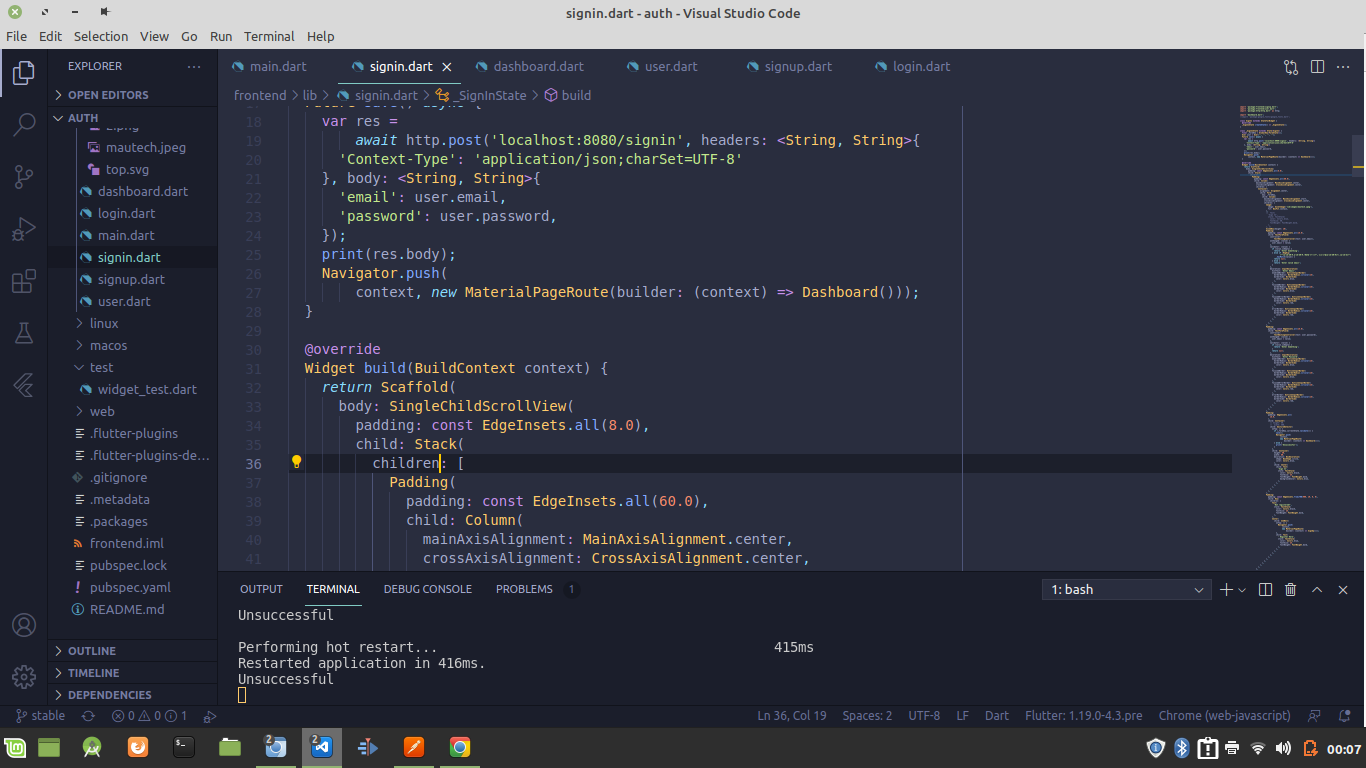 signin.dart - auth - Visual Studio Code
File Edit Selection View Go Run Terminal Help
EXPLORER
OPEN EDITORS
AUTH
mautech.jpeg
top.svg
dashboard.dart
login.dart
main.dart
signin.dart
signup.dart
user.dart
linux
macos
test
widget_test.dart
web
.flutter-plugins
.flutter-plugins-de...
.gitignore
.metadata
.packages
frontend.iml
pubspec.lock
pubspec.yaml
README.md
OUTLINE
TIMELINE
DEPENDENCIES
main.dart signin.dart dashboard.dart user.dart signup.dart login.dart
frontend > lib > signin.dart > _SignInState > build
18 var res =
19 await http.post('localhost:8080/signin', headers: <String, String>{
20 'Context-Type': 'application/json;charSet=UTF-8'
21 }, body: <String, String>{
22 'email': user.email,
23 'password': user.password,
24 });
25 print(res.body);
26 Navigator.push(
27 context, new MaterialPageRoute(builder: (context) => Dashboard()));
28 }
29
30 @override
31 Widget build(BuildContext context) {
32 return Scaffold(
33 body: SingleChildScrollView(
34 padding: const EdgeInsets.all(8.0),
35 child: Stack(
36 children: [
37 Padding(
38 padding: const EdgeInsets.all(60.0),
39 child: Column(
40 mainAxisAlignment: MainAxisAlignment.center,
41 crossAxisAlignment: CrossAxisAlignment.center,
OUTPUT TERMINAL DEBUG CONSOLE PROBLEMS 1 1: bash
Unsuccessful
Performing hot restart... 415ms
Restarted application in 416ms.
Unsuccessful
stable 0 0 1 Ln 36, Col 19 Spaces: 2 UTF-8 LF Dart Flutter: 1.19.0-4.3.pre Chrome (web-javascript)
2 2 00:07